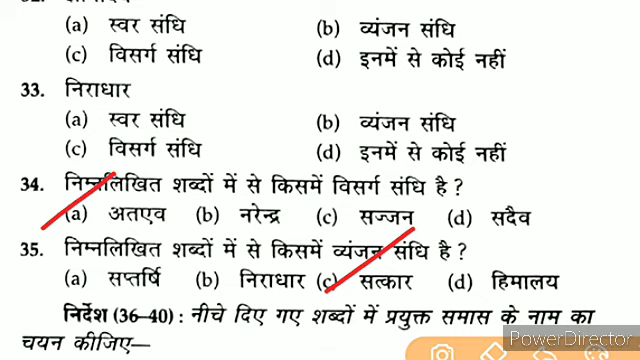 (a) स्वर संधि (b) व्यंजन संधि
(c) विसर्ग संधि (d) इनमें से कोई नहीं
33. निराधार
(a) स्वर संधि (b) व्यंजन संधि
(c) विसर्ग संधि (d) इनमें से कोई नहीं
34. निम्नलिखित शब्दों में से किसमें विसर्ग संधि है ?
(a) अतएव (b) नरेन्द्र (c) सज्जन (d) सदैव
35. निम्नलिखित शब्दों में से किसमें व्यंजन संधि है ?
(a) सप्तर्षि (b) निराधार (c) सत्कार (d) हिमालय
निर्देश (36–40) : नीचे दिए गए शब्दों में प्रयुक्त समास के नाम का
चयन कीजिए—
PowerDirector